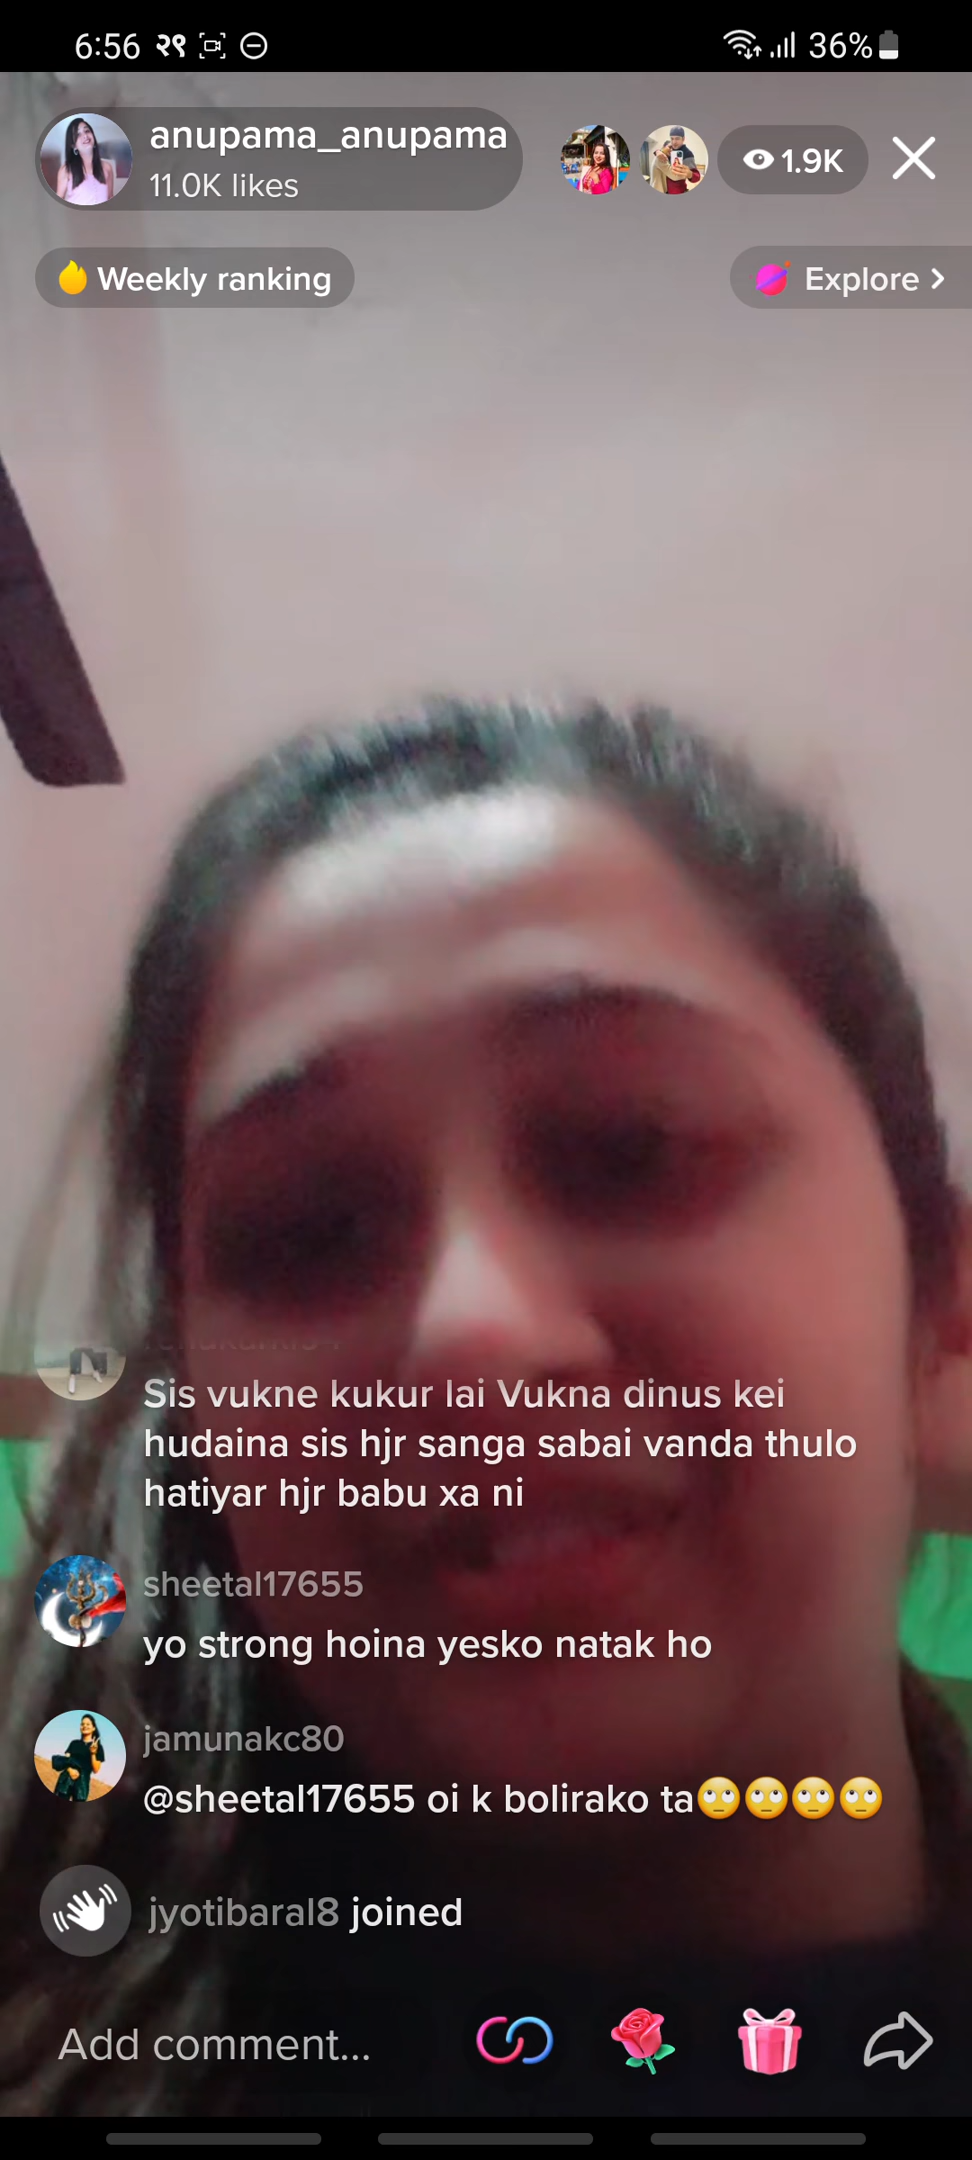 6:56 २९ 36%
anupama_anupama
11.0K likes
1.9K
Weekly ranking
Explore
Sis vukne kukur lai Vukna dinus kei
hudaina sis hjr sanga sabai vanda thulo
hatiyar hjr babu xa ni
sheetal17655
yo strong hoina yesko natak ho
jamunakc80
@sheetal17655 oi k bolirako ta🙄🙄🙄🙄
jyotibaral8 joined
Add comment...